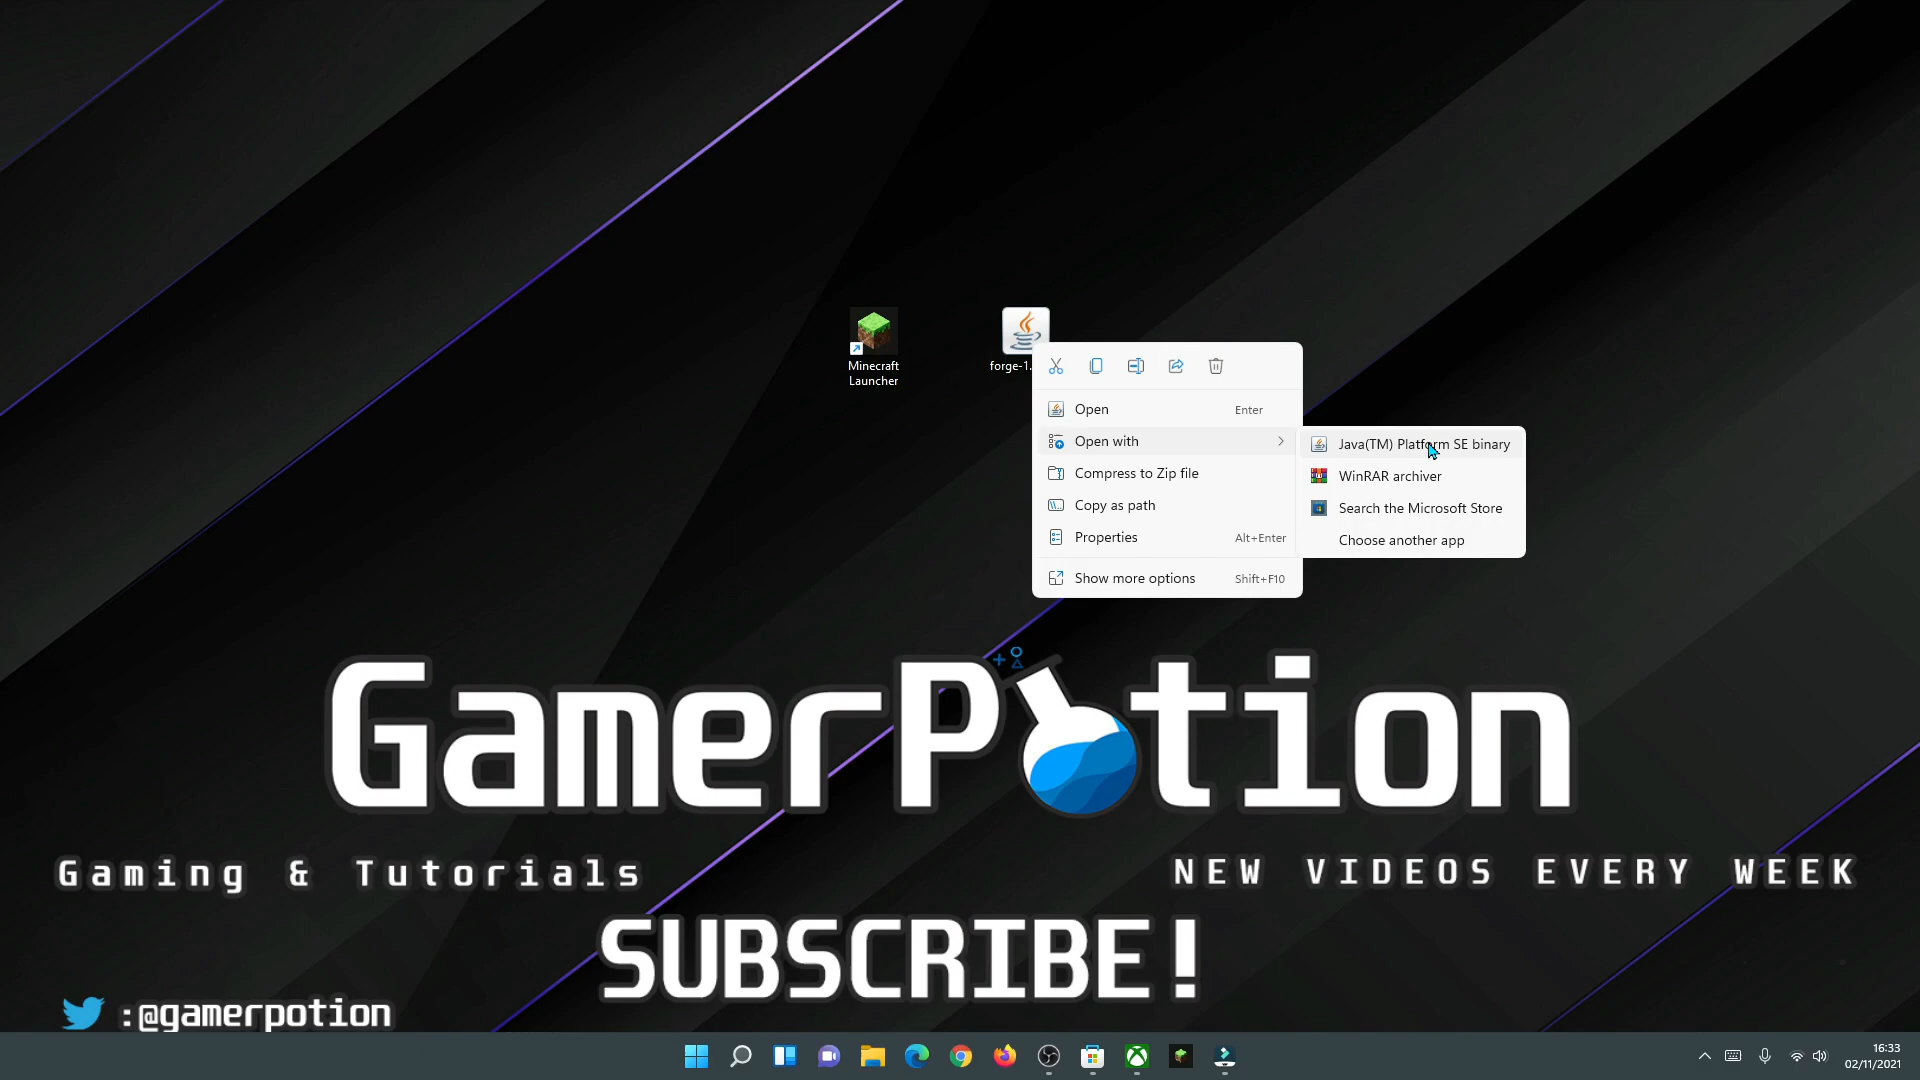 Minecraft
Launcher
forge-1.
Open Enter
Open with
Compress to Zip file
Copy as path
Properties Alt+Enter
Show more options Shift+F10
Java(TM) Platform SE binary
WinRAR archiver
Search the Microsoft Store
Choose another app
GamerPotion
Gaming & Tutorials
NEW VIDEOS EVERY WEEK
SUBSCRIBE!
:@gamerpotion
16:33
02/11/2021